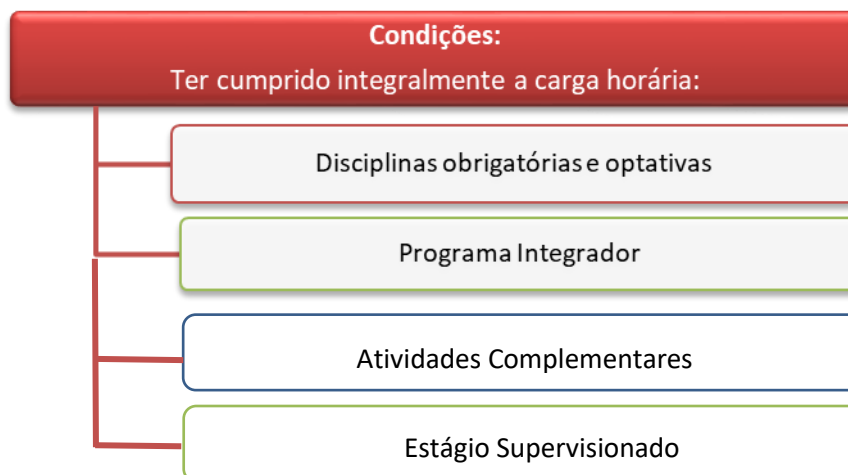 Condições:
Ter cumprido integralmente a carga horária:
Disciplinas obrigatórias e optativas
Programa Integrador
Atividades Complementares
Estágio Supervisionado